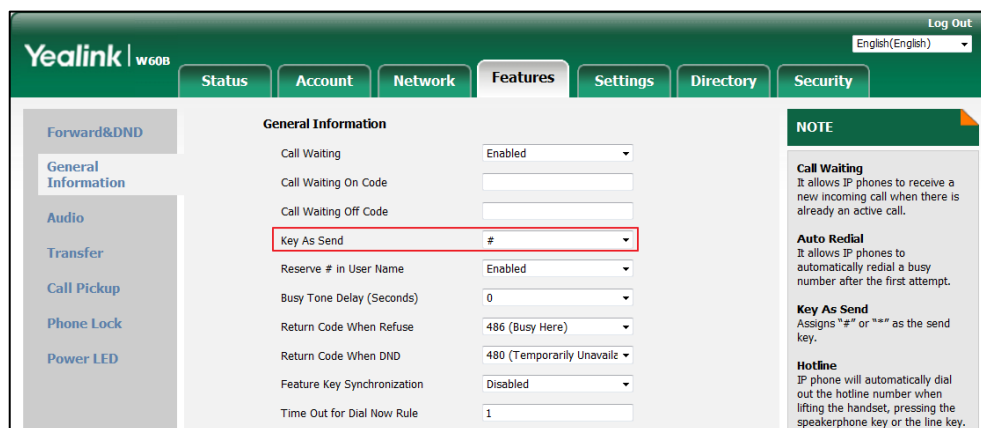 Log Out
Yealink | W60B
English(English)
Status Account Network Features Settings Directory Security
Forward&DND
General
Information
Audio
Transfer
Call Pickup
Phone Lock
Power LED
General Information
Call Waiting Enabled
Call Waiting On Code
Call Waiting Off Code
Key As Send #
Reserve # in User Name Enabled
Busy Tone Delay (Seconds) 0
Return Code When Refuse 486 (Busy Here)
Return Code When DND 480 (Temporarily Unavaila
Feature Key Synchronization Disabled
Time Out for Dial Now Rule 1
NOTE
Call Waiting
It allows IP phones to receive a
new incoming call when there is
already an active call.
Auto Redial
It allows IP phones to
automatically redial a busy
number after the first attempt.
Key As Send
Assigns "#" or "*" as the send
key.
Hotline
IP phone will automatically dial
out the hotline number when
lifting the handset, pressing the
speakerphone key or the line key.